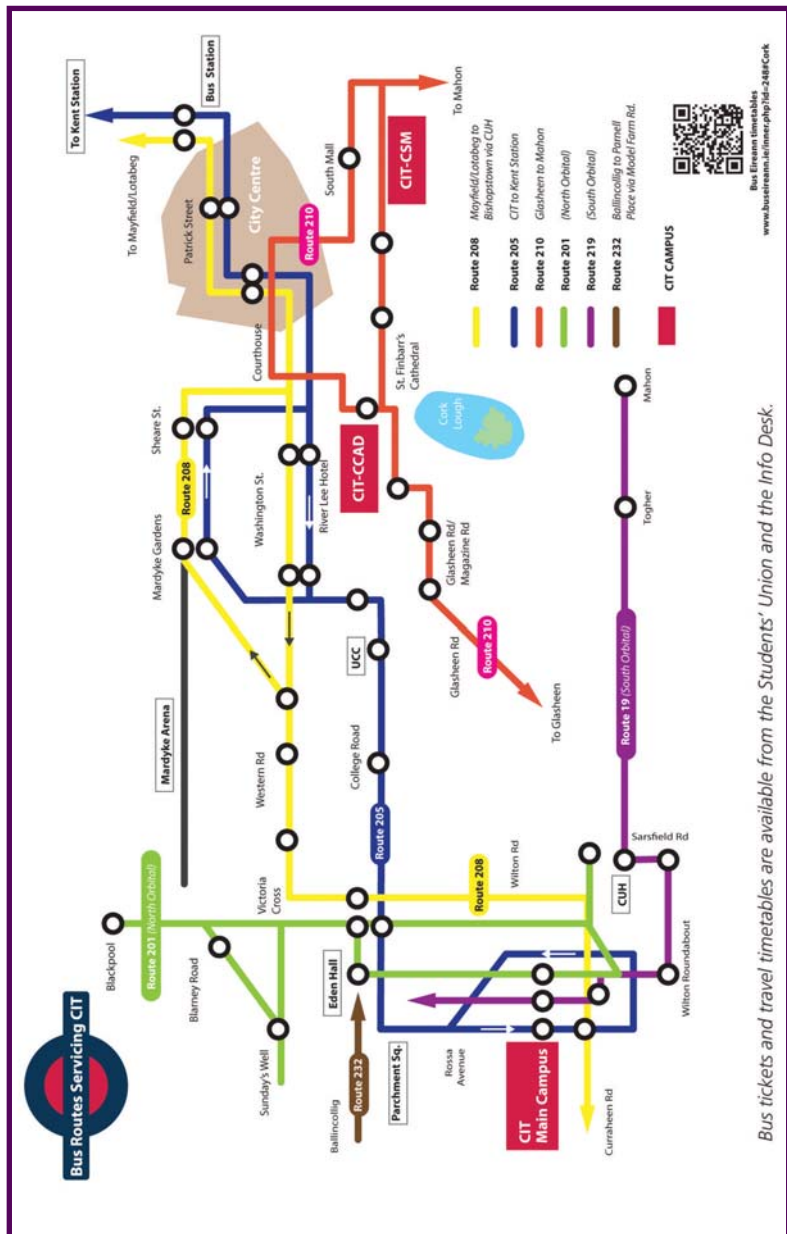 Bus Routes Servicing CIT
Blackpool
Route 201 (North Orbital)
Blarney Road
Sunday's Well
Mardyke Arena
Mardyke Gardens
Route 208
Sheare St.
To Mayfield/Lotabeg
To Kent Station
Bus Station
Patrick Street
City Centre
Courthouse
Route 210
South Mall
CIT-CSM
To Mahon
Washington St.
River Lee Hotel
CIT-CCAD
St. Finbarr's
Cathedral
Cork
Lough
Victoria
Cross
Western Rd
UCC
College Road
Route 205
Glasheen Rd/
Magazine Rd
Glasheen Rd
Route 210
To Glasheen
Ballincollig
Route 232
Eden Hall
Parchment Sq.
Rossa
Avenue
CIT
Main Campus
Curraheen Rd
Route 208
Wilton Rd
CUH
Sarsfield Rd
Wilton Roundabout
Route 19 (South Orbital)
Togher
Mahon
Route 208 Mayfield/Lotabeg to
Bishopstown via CUH
Route 205 CIT to Kent Station
Route 210 Glasheen to Mahon
Route 201 (North Orbital)
Route 219 (South Orbital)
Route 232 Ballincollig to Parnell
Place via Model Farm Rd.
CIT CAMPUS
Bus Eireann timetables
www.buseireann.ie/inner.php?id=248#Cork
Bus tickets and travel timetables are available from the Students' Union and the Info Desk.